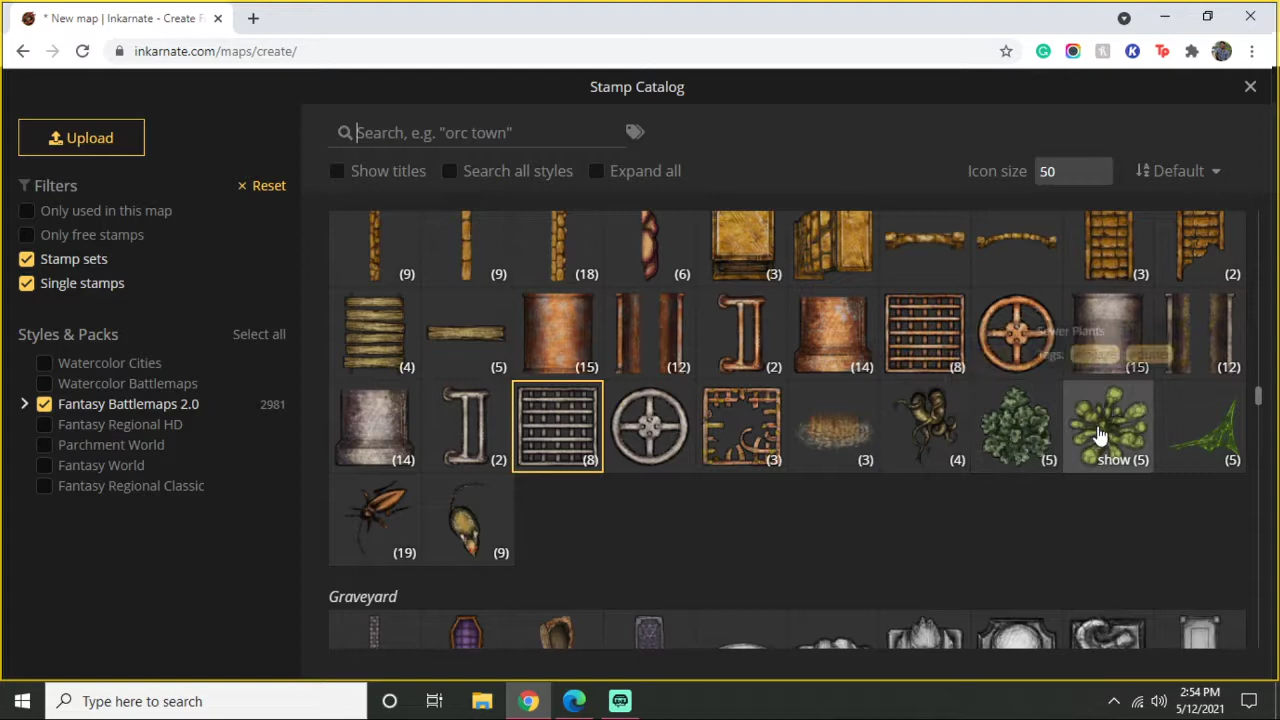 * New map | Inkarnate - Create F
inkarnate.com/maps/create/
Stamp Catalog
Upload
Search, e.g. "orc town"
Show titles
Search all styles
Expand all
Icon size
50
Default
Filters
Reset
Only used in this map
Only free stamps
Stamp sets
Single stamps
Styles & Packs
Select all
Watercolor Cities
Watercolor Battlemaps
Fantasy Battlemaps 2.0
2981
Fantasy Regional HD
Parchment World
Fantasy World
Fantasy Regional Classic
(9) (9) (18) (6) (3) (3) (2)
Sewer Plants
Tags:
(4) (5) (15) (12) (2) (14) (8) (15) (12)
(14) (2) (8) (3) (3) (4) (5) show (5) (5)
(19) (9)
Graveyard
Type here to search
2:54 PM
5/12/2021